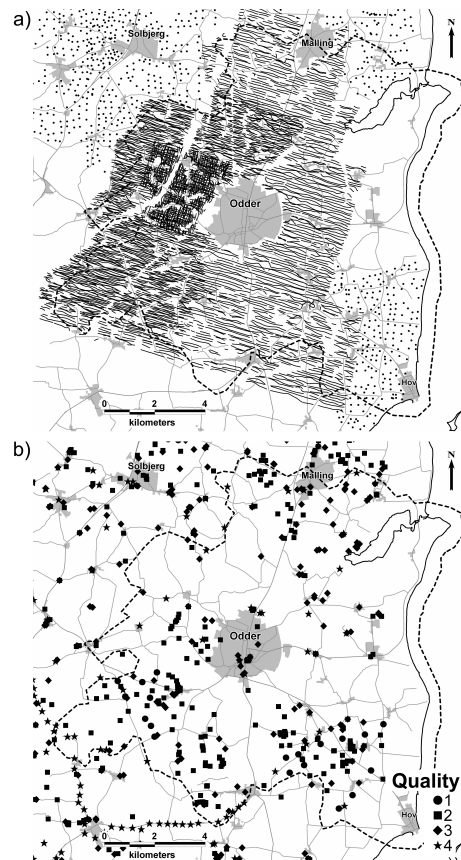 a)
Solbjerg
Malling
N
Odder
Hov
0 2 4
kilometers
b)
Solbjerg
Malling
N
Odder
Quality
1
2
3
4
Hov
0 2 4
kilometers